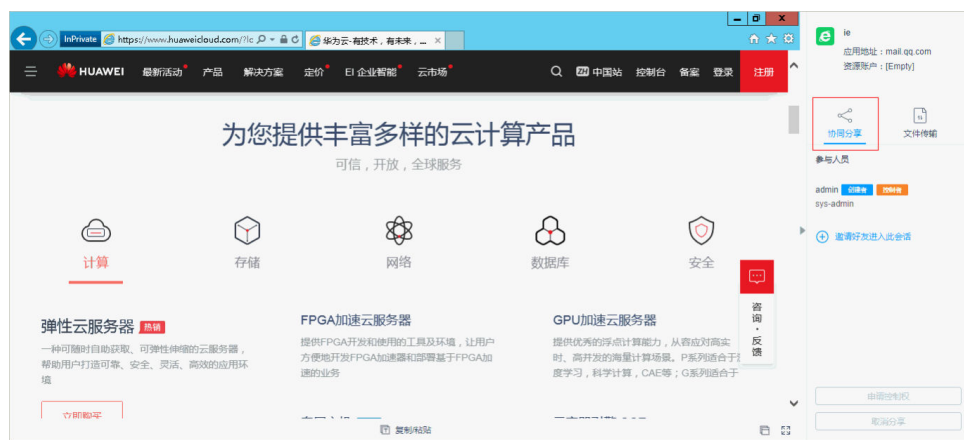 InPrivate
https://www.huaweicloud.com/?lc
华为云-有技术，有未来，...
HUAWEI
最新活动
产品
解决方案
定价
EI 企业智能
云市场
ZH 中国站
控制台
备案
登录
注册
为您提供丰富多样的云计算产品
可信，开放，全球服务
计算
存储
网络
数据库
安全
弹性云服务器 热销
一种可随时自助获取、可弹性伸缩的云服务器，
帮助用户打造可靠、安全、灵活、高效的应用环
境
立即购买
FPGA加速云服务器
提供FPGA开发和使用的工具及环境，让用户
方便地开发FPGA加速器和部署基于FPGA加
速的业务
GPU加速云服务器
提供优秀的浮点计算能力，从容应对高实
时、高并发的海量计算场景。P系列适合于
度学习，科学计算，CAE等；G系列适合于
咨询·反馈
复制/粘贴
ie
应用地址：mail.qq.com
资源账户：[Empty]
协同分享
文件传输
参与人员
admin 创建者 控制者
sys-admin
邀请好友进入此会话
申请控制权
取消分享